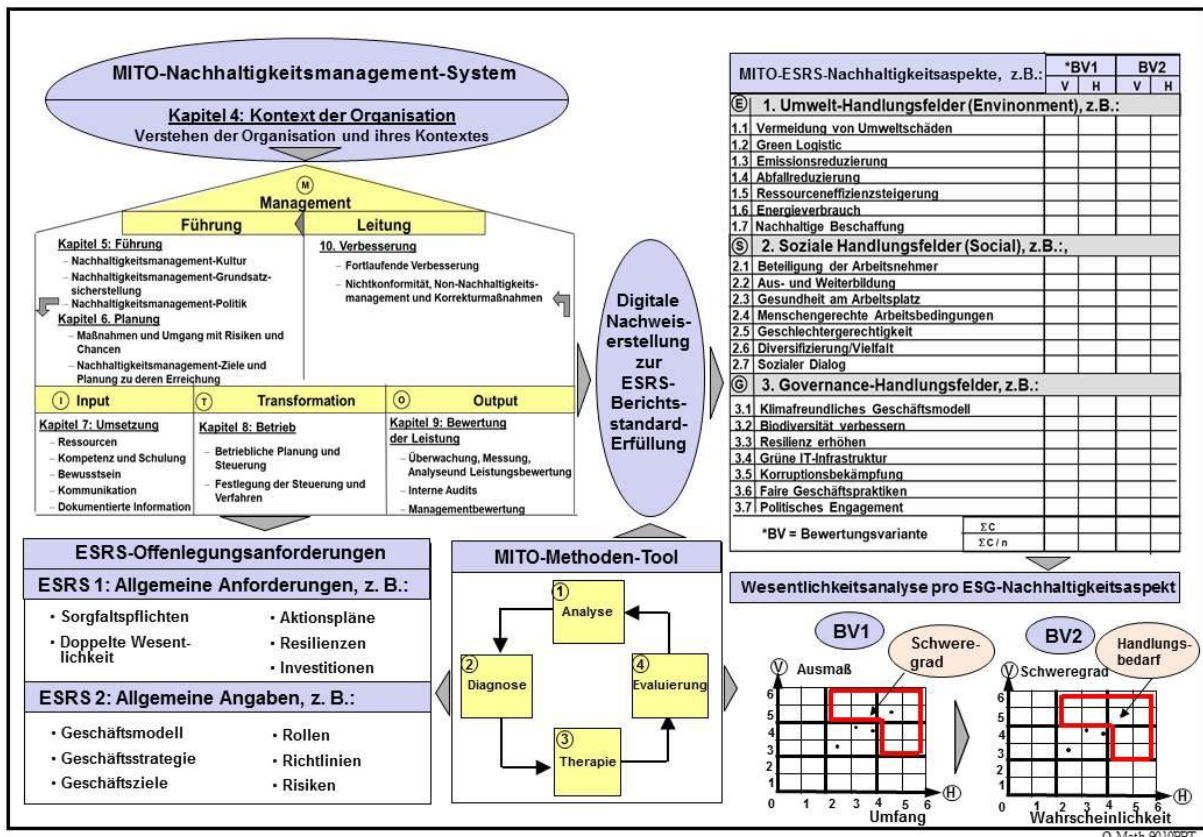 MITO-Nachhaltigkeitsmanagement-System
Kapitel 4: Kontext der Organisation
Verstehen der Organisation und ihres Kontextes
M
Management
Führung
Leitung
Kapitel 5: Führung
– Nachhaltigkeitsmanagement-Kultur
– Nachhaltigkeitsmanagement-Grundsatz-
sicherstellung
– Nachhaltigkeitsmanagement-Politik
Kapitel 6. Planung
– Maßnahmen und Umgang mit Risiken und
Chancen
– Nachhaltigkeitsmanagement-Ziele und
Planung zu deren Erreichung
10. Verbesserung
– Fortlaufende Verbesserung
– Nichtkonformität, Non-Nachhaltigkeits-
management und Korrekturmaßnahmen
I Input
T Transformation
O Output
Kapitel 7: Umsetzung
– Ressourcen
– Kompetenz und Schulung
– Bewusstsein
– Kommunikation
– Dokumentierte Information
Kapitel 8: Betrieb
– Betriebliche Planung und
Steuerung
– Festlegung der Steuerung und
Verfahren
Kapitel 9: Bewertung
der Leistung
– Überwachung, Messung,
Analyseund Leistungsbewertung
– Interne Audits
– Managementbewertung
Digitale
Nachweis-
erstellung
zur
ESRS-
Berichts-
standard-
Erfüllung
MITO-ESRS-Nachhaltigkeitsaspekte, z.B.: *BV1 BV2
V H V H
E 1. Umwelt-Handlungsfelder (Envinonment), z.B.:
1.1 Vermeidung von Umweltschäden
1.2 Green Logistic
1.3 Emissionsreduzierung
1.4 Abfallreduzierung
1.5 Ressourceneffizienzsteigerung
1.6 Energieverbrauch
1.7 Nachhaltige Beschaffung
S 2. Soziale Handlungsfelder (Social), z.B.:,
2.1 Beteiligung der Arbeitsnehmer
2.2 Aus- und Weiterbildung
2.3 Gesundheit am Arbeitsplatz
2.4 Menschengerechte Arbeitsbedingungen
2.5 Geschlechtergerechtigkeit
2.6 Diversifizierung/Vielfalt
2.7 Sozialer Dialog
G 3. Governance-Handlungsfelder, z.B.:
3.1 Klimafreundliches Geschäftsmodell
3.2 Biodiversität verbessern
3.3 Resilienz erhöhen
3.4 Grüne IT-Infrastruktur
3.5 Korruptionsbekämpfung
3.6 Faire Geschäftspraktiken
3.7 Politisches Engagement
*BV = Bewertungsvariante
ΣC
ΣC/n
ESRS-Offenlegungsanforderungen
ESRS 1: Allgemeine Anforderungen, z. B.:
• Sorgfaltspflichten
• Doppelte Wesent-
lichkeit
• Aktionspläne
• Resilienzen
• Investitionen
ESRS 2: Allgemeine Angaben, z. B.:
• Geschäftsmodell
• Geschäftsstrategie
• Geschäftsziele
• Rollen
• Richtlinien
• Risiken
MITO-Methoden-Tool
1
Analyse
2
Diagnose
4
Evaluierung
3
Therapie
Wesentlichkeitsanalyse pro ESG-Nachhaltigkeitsaspekt
BV1
Schwere-
grad
V Ausmaß
6
5
4
3
2
1
0 1 2 3 4 5 6 H
Umfang
BV2
Handlungs-
bedarf
V Schweregrad
6
5
4
3
2
1
0 1 2 3 4 5 6 H
Wahrscheinlichkeit